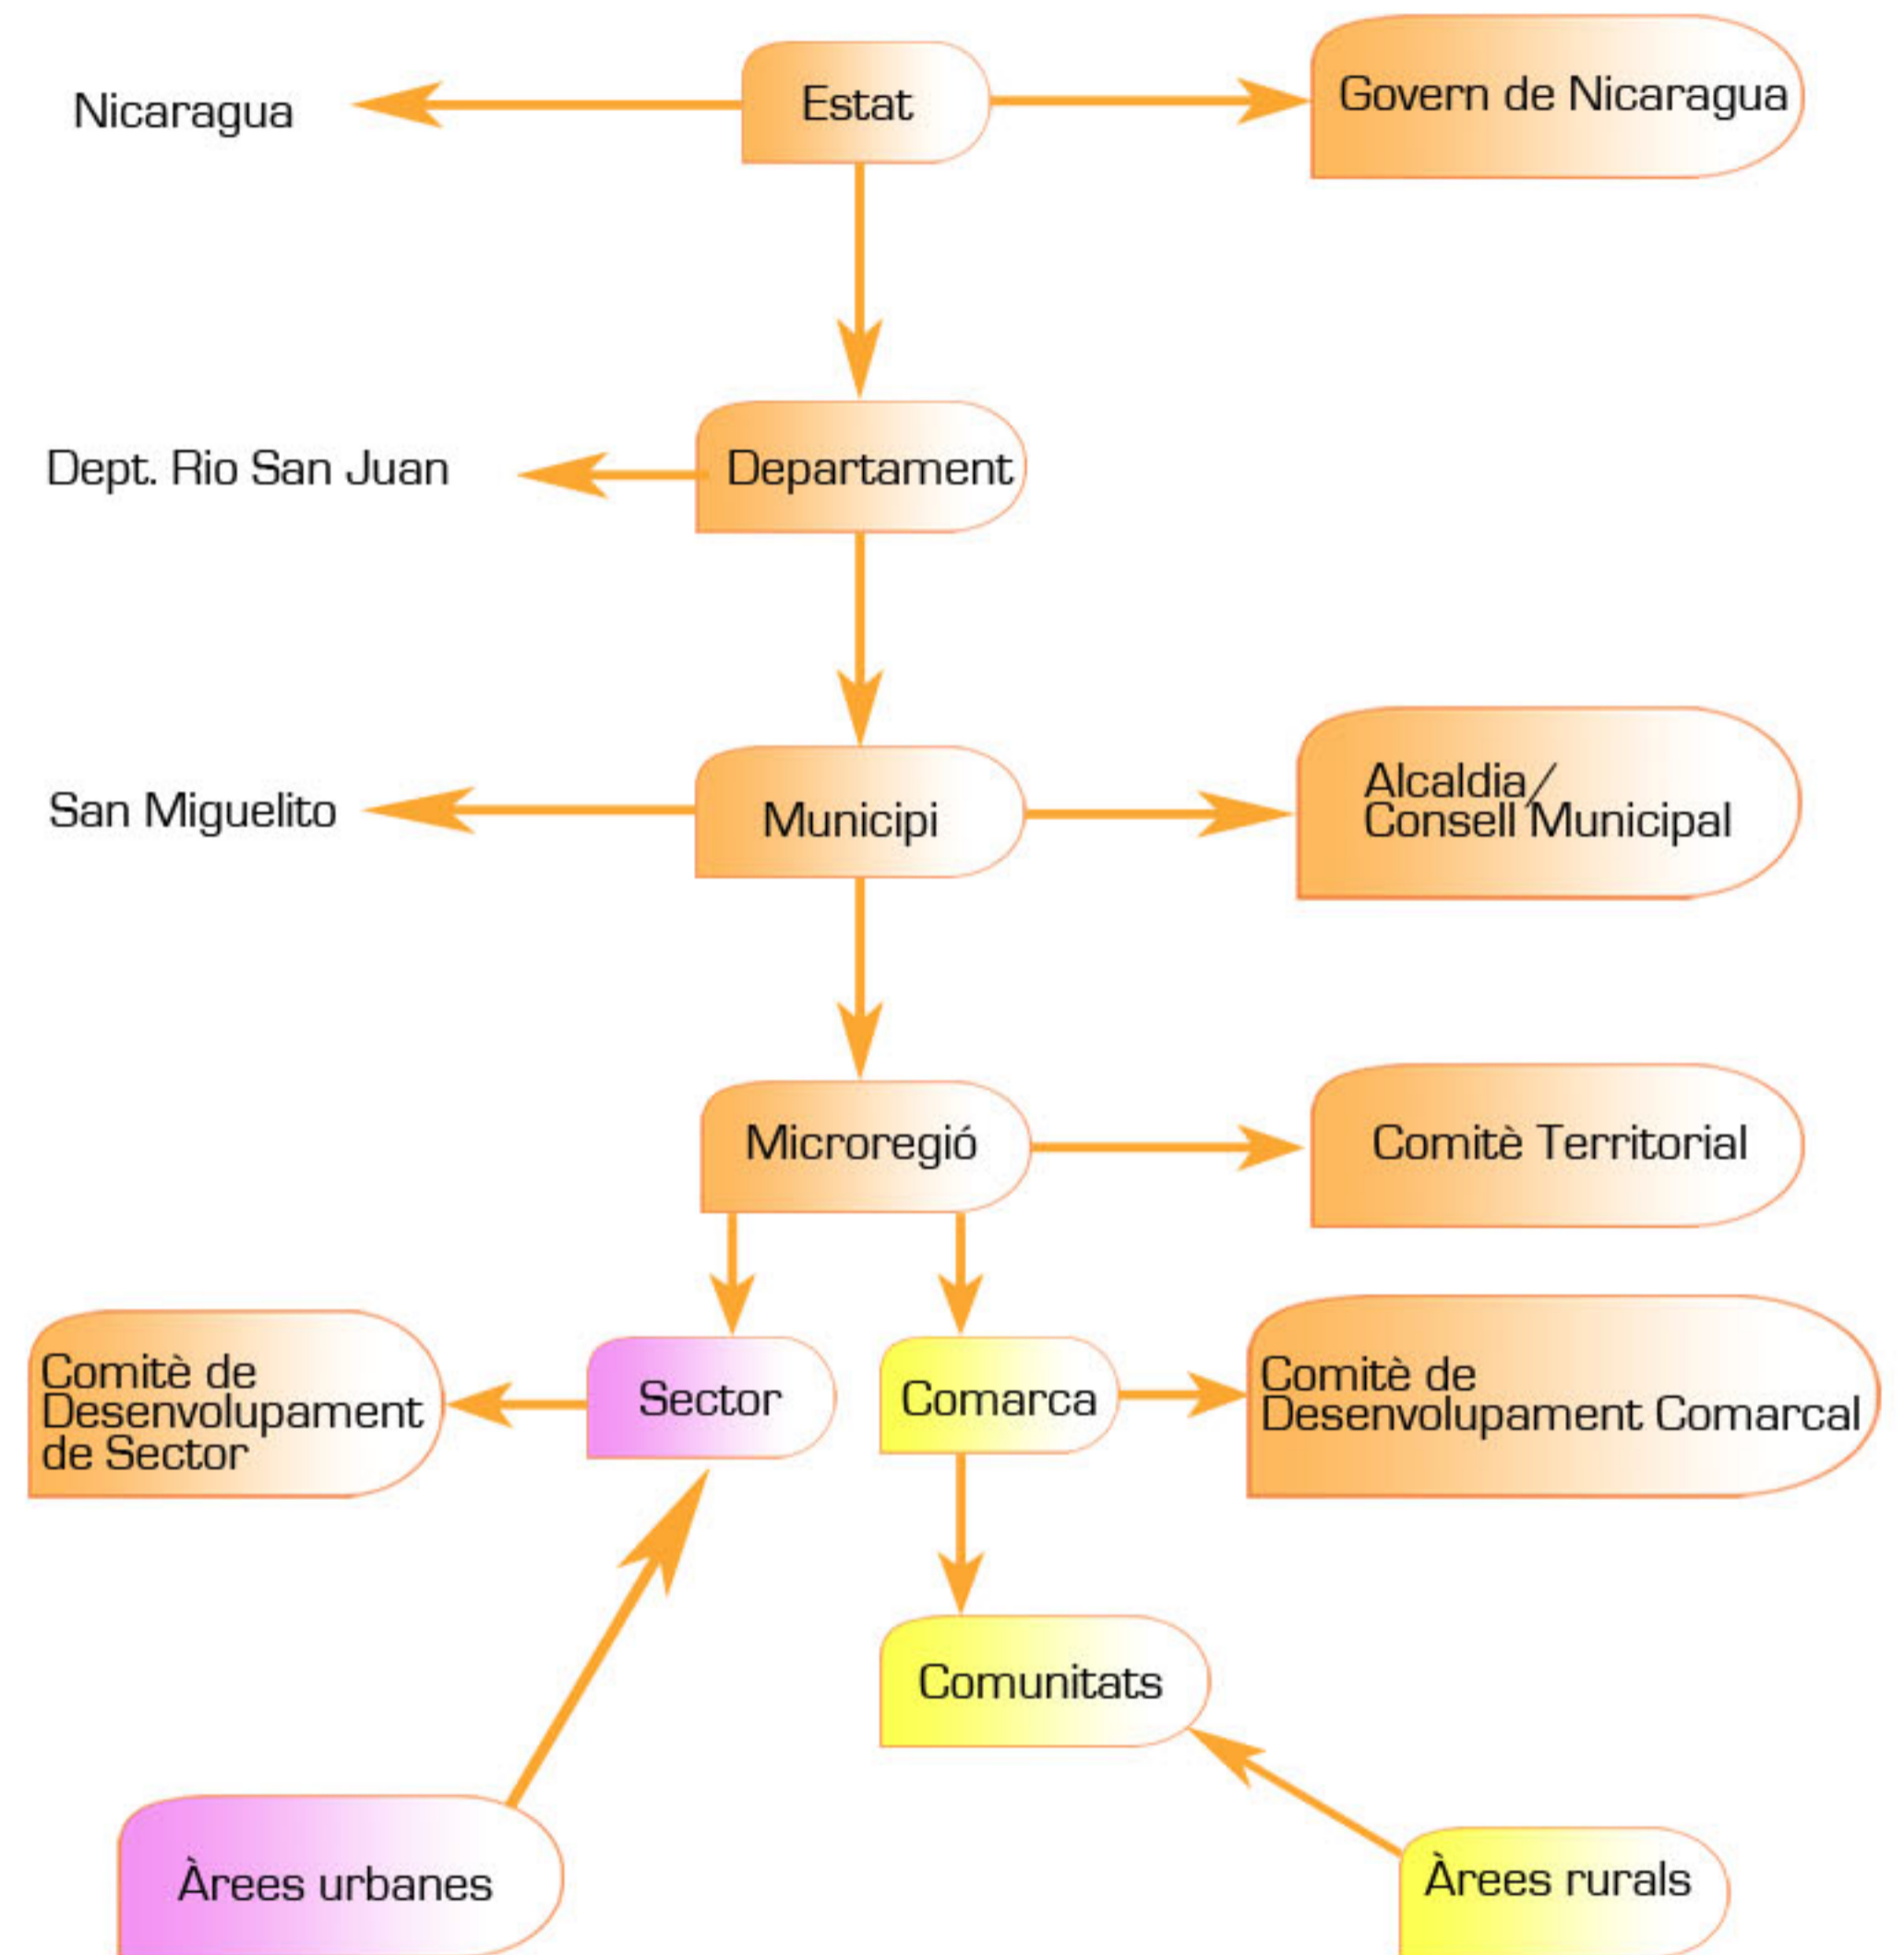 Nicaragua
Estat
Govern de Nicaragua
Dept. Rio San Juan
Departament
San Miguelito
Municipi
Alcaldia/
Consell Municipal
Microregió
Comitè Territorial
Comitè de
Desenvolupament
de Sector
Sector
Comarca
Comitè de
Desenvolupament Comarcal
Comunitats
Àrees urbanes
Àrees rurals